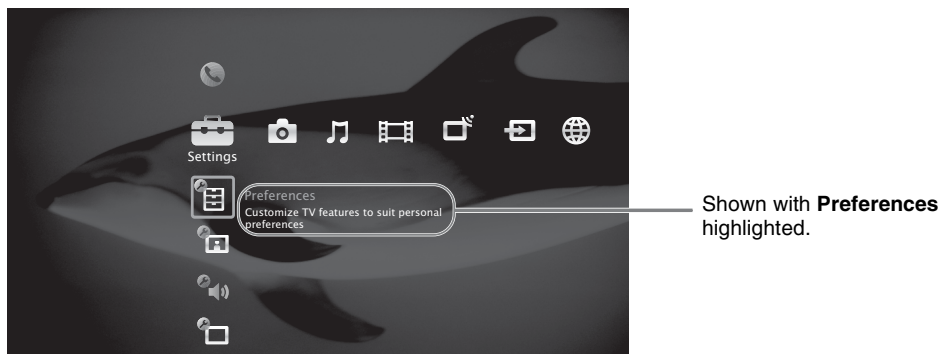 Settings
Preferences
Customize TV features to suit personal
preferences
Shown with Preferences
highlighted.